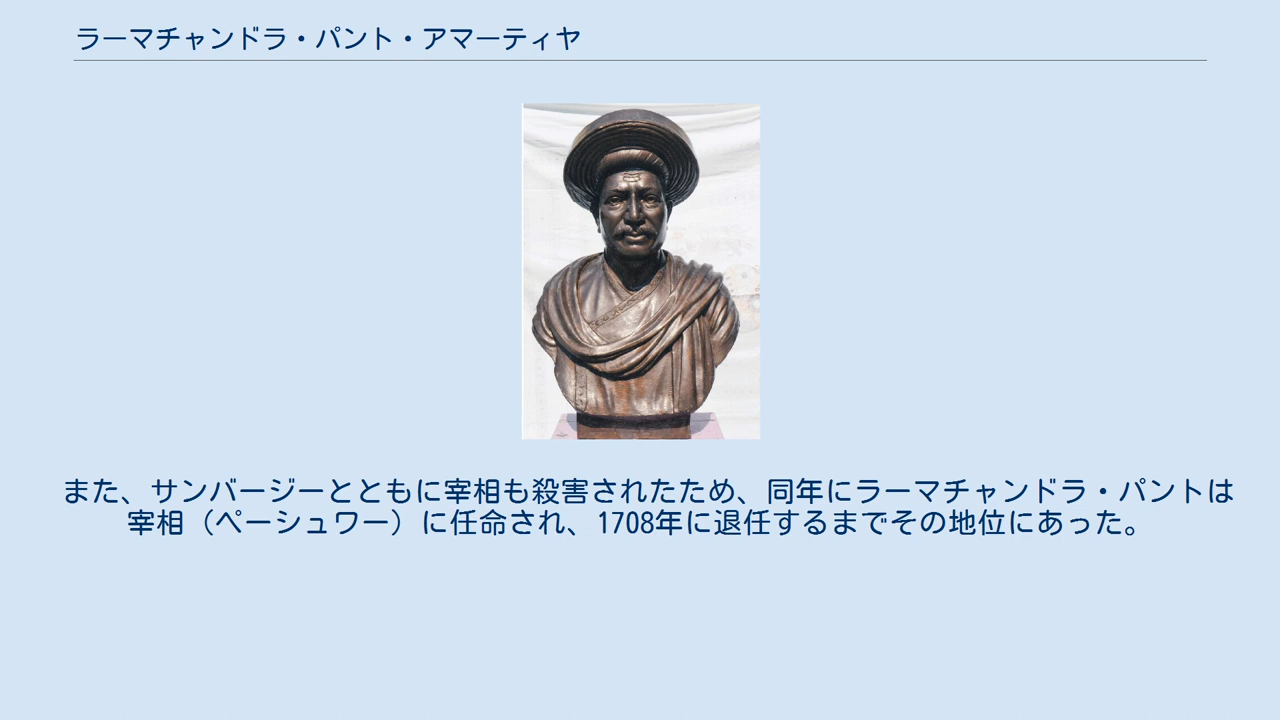 ラーマチャンドラ・パント・アマーティヤ
また、サンバージーとともに宰相も殺害されたため、同年にラーマチャンドラ・パントは
宰相（ペーシュワー）に任命され、1708年に退任するまでその地位にあった。